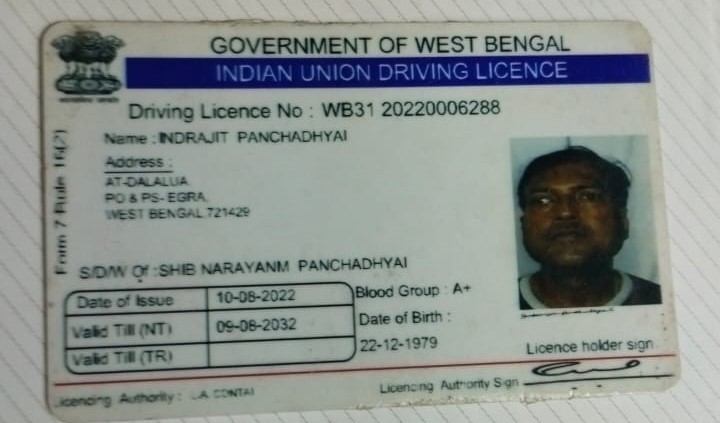 GOVERNMENT OF WEST BENGAL
INDIAN UNION DRIVING LICENCE
Driving Licence No : WB31 20220006288
Name : INDRAJIT PANCHADHYAI
Address :
AT-DALALUA
PO & PS- EGRA,
WEST BENGAL 721429
Form 7 Rule 16(2)
S/D/W Of : SHIB NARAYANM PANCHADHYAI
Date of Issue 10-08-2022
Valid Till (NT) 09-08-2032
Valid Till (TR)
Blood Group : A+
Date of Birth :
22-12-1979
Licence holder sign
Licencing Authority : L.A. CONTAI
Licencing Authority Sign